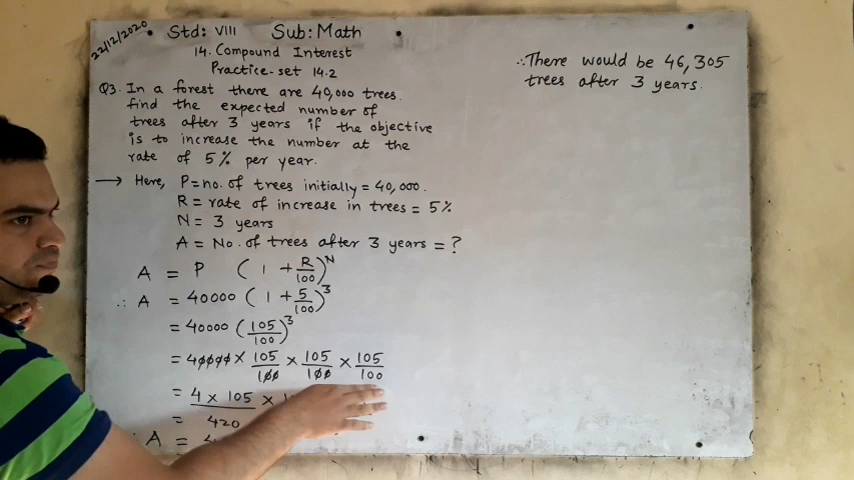 22/12/2020
Std: VIII Sub: Math
14. Compound Interest
Practice-set 14.2
Q3. In a forest there are 40,000 trees.
find the expected number of
trees after 3 years if the objective
is to increase the number at the
rate of 5% per year.
→ Here, P=no. of trees initially = 40,000.
R = rate of increase in trees = 5%
N = 3 years
A = No. of trees after 3 years = ?
A = P (1 + R/100)^N
∴ A = 40000 (1 + 5/100)^3
= 40000 (105/100)^3
= 40000 × 105/100 × 105/100 × 105/100
= 4 × 105 ×
= 420
A =
∴ There would be 46,305
trees after 3 years.